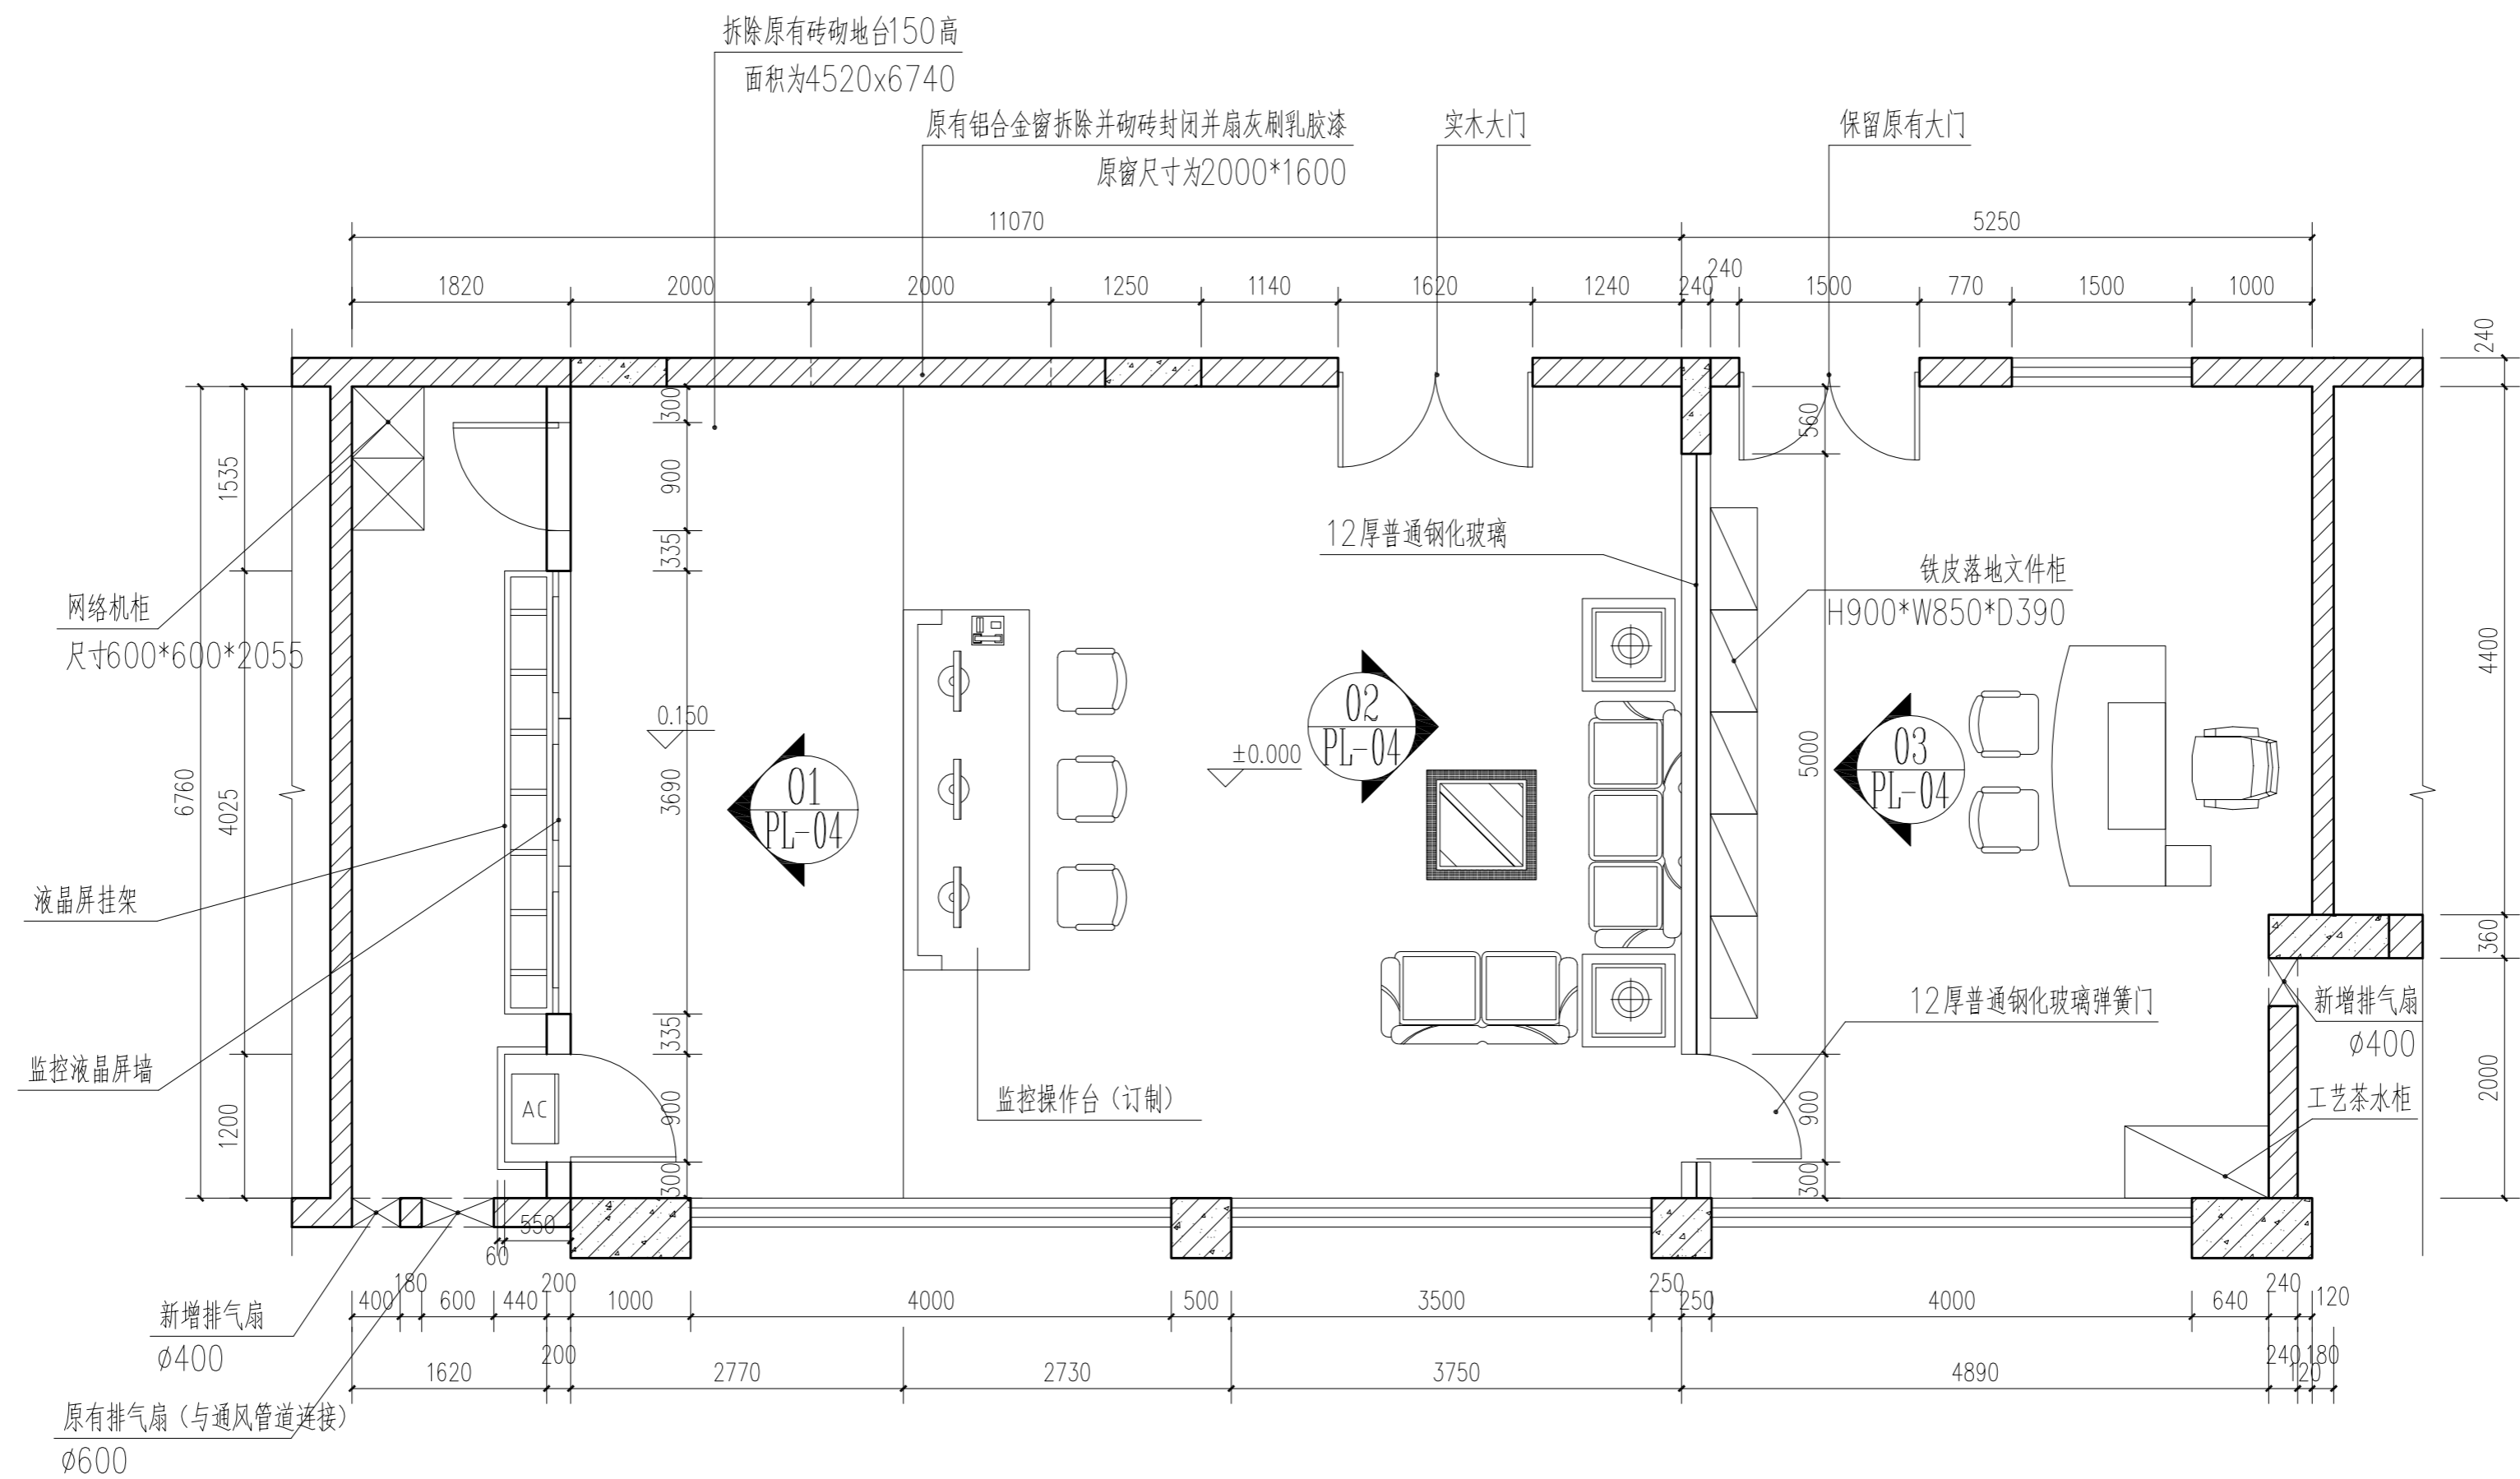 拆除原有砖砌地台150高
面积为4520x6740
原有铝合金窗拆除并砌砖封闭并扇灰刷乳胶漆
原窗尺寸为2000*1600
实木大门
保留原有大门
11070
5250
1820
2000
2000
1250
1140
1620
1240
240
240
1500
770
1500
1000
240
300
560
1535
900
335
12厚普通钢化玻璃
铁皮落地文件柜
H900*W850*D390
网络机柜
尺寸600*600*2055
4400
0.150
±0.000
02
PL-04
03
PL-04
01
PL-04
6760
4025
3690
5000
液晶屏挂架
360
335
12厚普通钢化玻璃弹簧门
新增排气扇
ø400
监控液晶屏墙
监控操作台（订制）
AC
1200
900
900
2000
工艺茶水柜
300
300
550
60
180
200
250
240
400
600
440
1000
4000
500
3500
250
4000
640
120
新增排气扇
ø400
200
240
180
1620
2770
2730
3750
4890
120
原有排气扇（与通风管道连接）
ø600